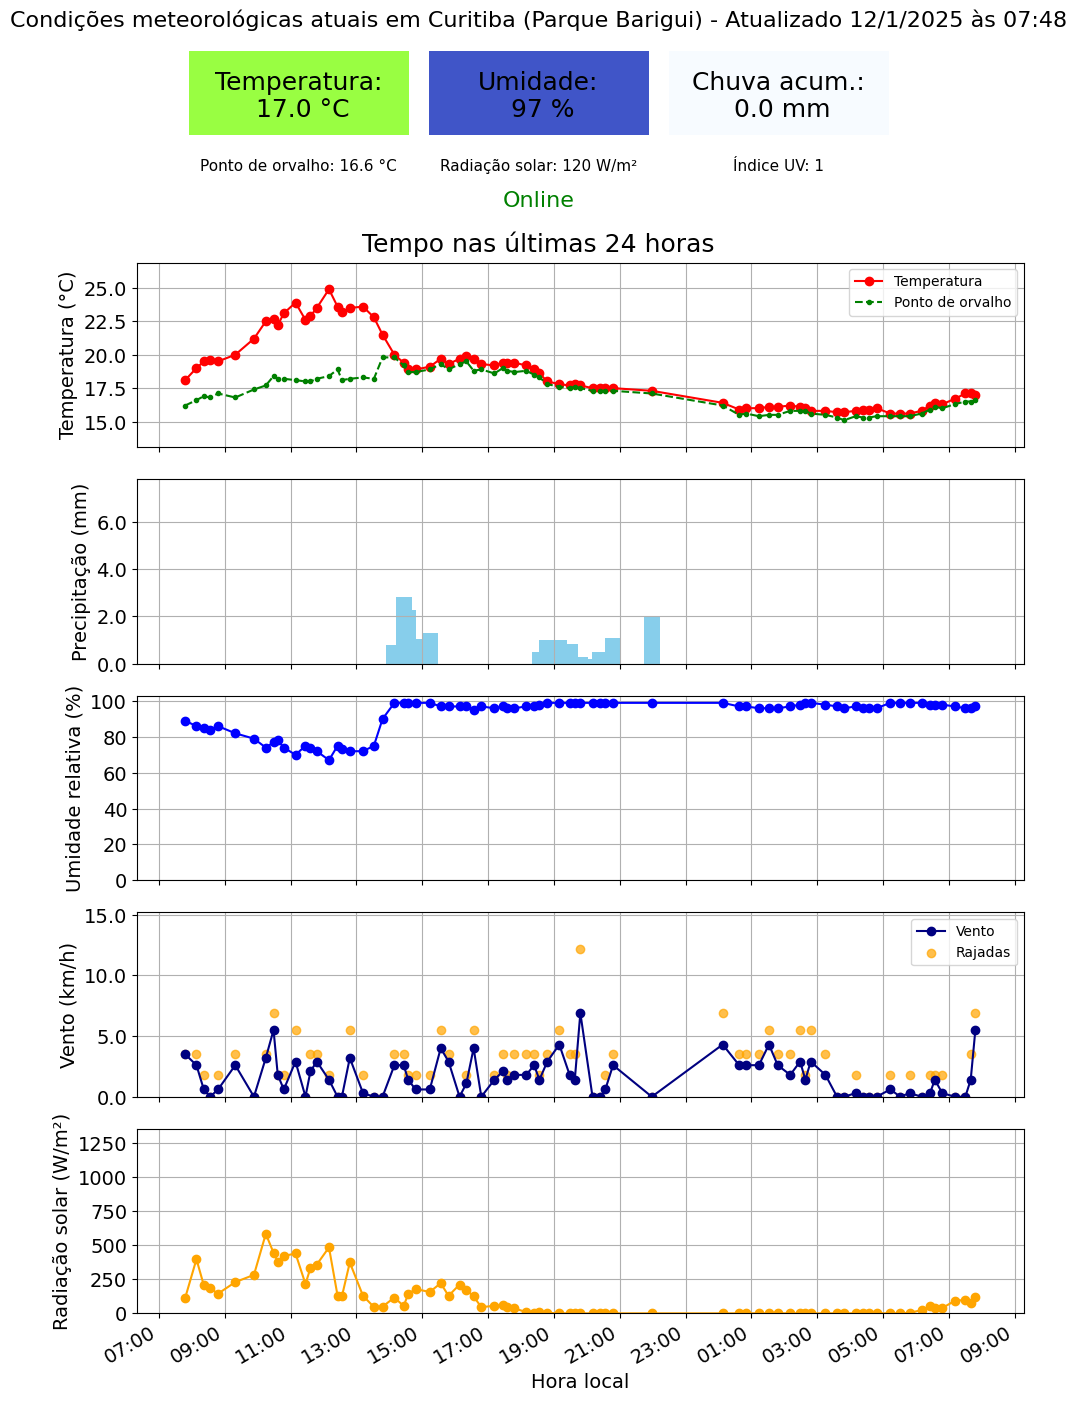 Condições meteorológicas atuais em Curitiba (Parque Barigui) - Atualizado 12/1/2025 às 07:48
Temperatura:
17.0 °C
Umidade:
97 %
Chuva acum.:
0.0 mm
Ponto de orvalho: 16.6 °C
Radiação solar: 120 W/m²
Índice UV: 1
Online
Tempo nas últimas 24 horas
Temperatura (°C)
25.0
22.5
20.0
17.5
15.0
Temperatura
Ponto de orvalho
Precipitação (mm)
6.0
4.0
2.0
0.0
Umidade relativa (%)
100
80
60
40
20
0
Vento (km/h)
15.0
10.0
5.0
0.0
Vento
Rajadas
Radiação solar (W/m²)
1250
1000
750
500
250
0
07:00
09:00
11:00
13:00
15:00
17:00
19:00
21:00
23:00
01:00
03:00
05:00
07:00
09:00
Hora local